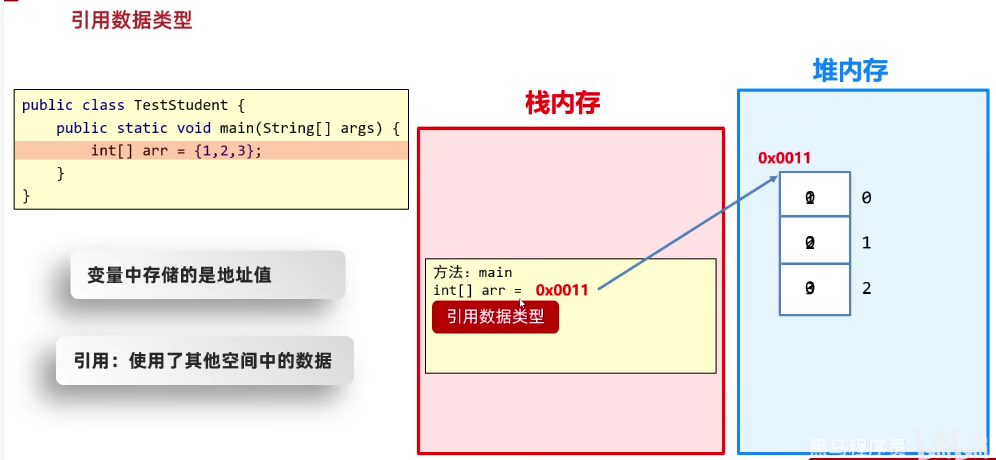 引用数据类型
public class TestStudent {
public static void main(String[] args) {
int[] arr = {1,2,3};
}
}
变量中存储的是地址值
引用：使用了其他空间中的数据
栈内存
方法：main
int[] arr = 0x0011
引用数据类型
堆内存
0x0011
0
1
2
黑马程序员